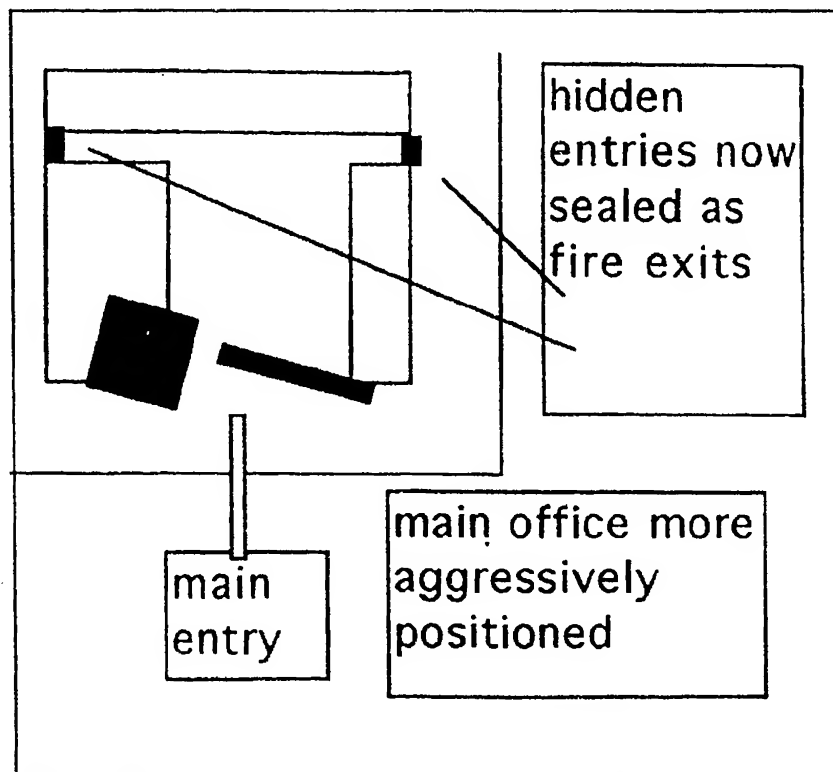 hidden
entries now
sealed as
fire exits
main office more
aggressively
positioned
main
entry